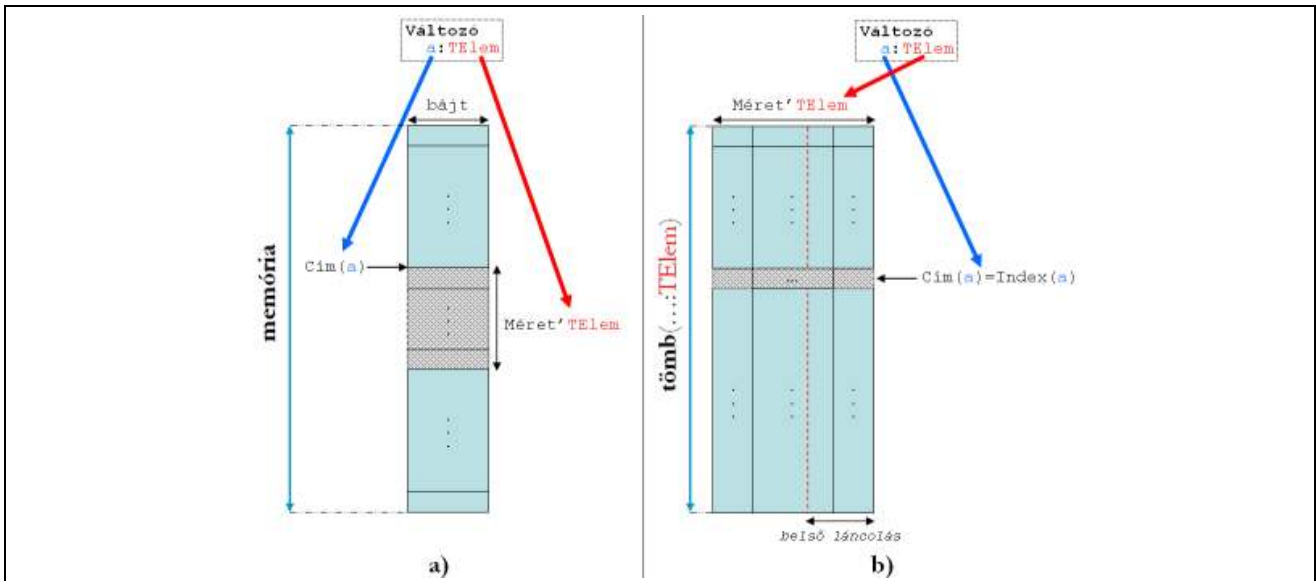 Változó
a:TElem
bájt
memória
Cím(a)
Méret'TElem
a)
Változó
a:TElem
Méret'TElem
tömb(…:TElem)
...
Cím(a)=Index(a)
belső láncolás
b)